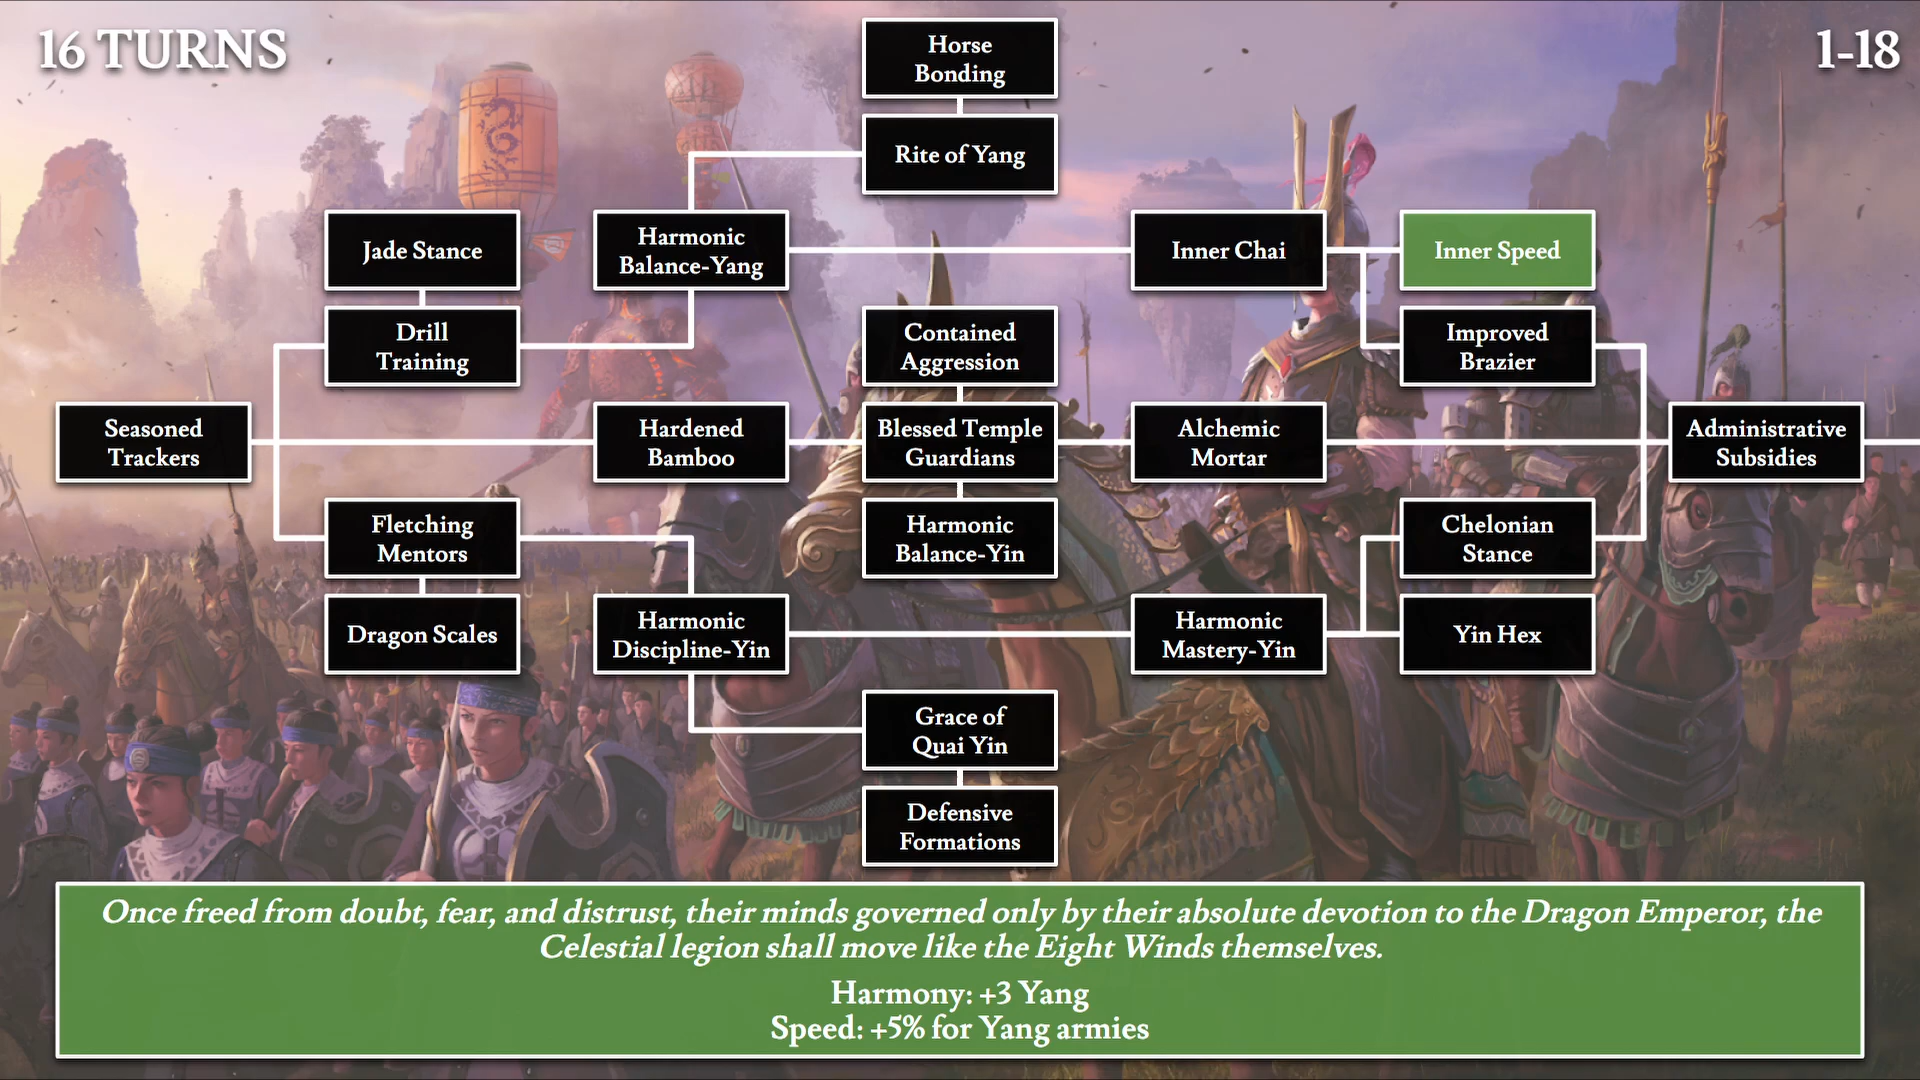 16 TURNS
1-18
Horse
Bonding
Rite of Yang
Jade Stance
Harmonic
Balance-Yang
Inner Chai
Inner Speed
Drill
Training
Contained
Aggression
Improved
Brazier
Seasoned
Trackers
Hardened
Bamboo
Blessed Temple
Guardians
Alchemic
Mortar
Administrative
Subsidies
Fletching
Mentors
Harmonic
Balance-Yin
Chelonian
Stance
Dragon Scales
Harmonic
Discipline-Yin
Harmonic
Mastery-Yin
Yin Hex
Grace of
Quai Yin
Defensive
Formations
Once freed from doubt, fear, and distrust, their minds governed only by their absolute devotion to the Dragon Emperor, the
Celestial legion shall move like the Eight Winds themselves.
Harmony: +3 Yang
Speed: +5% for Yang armies